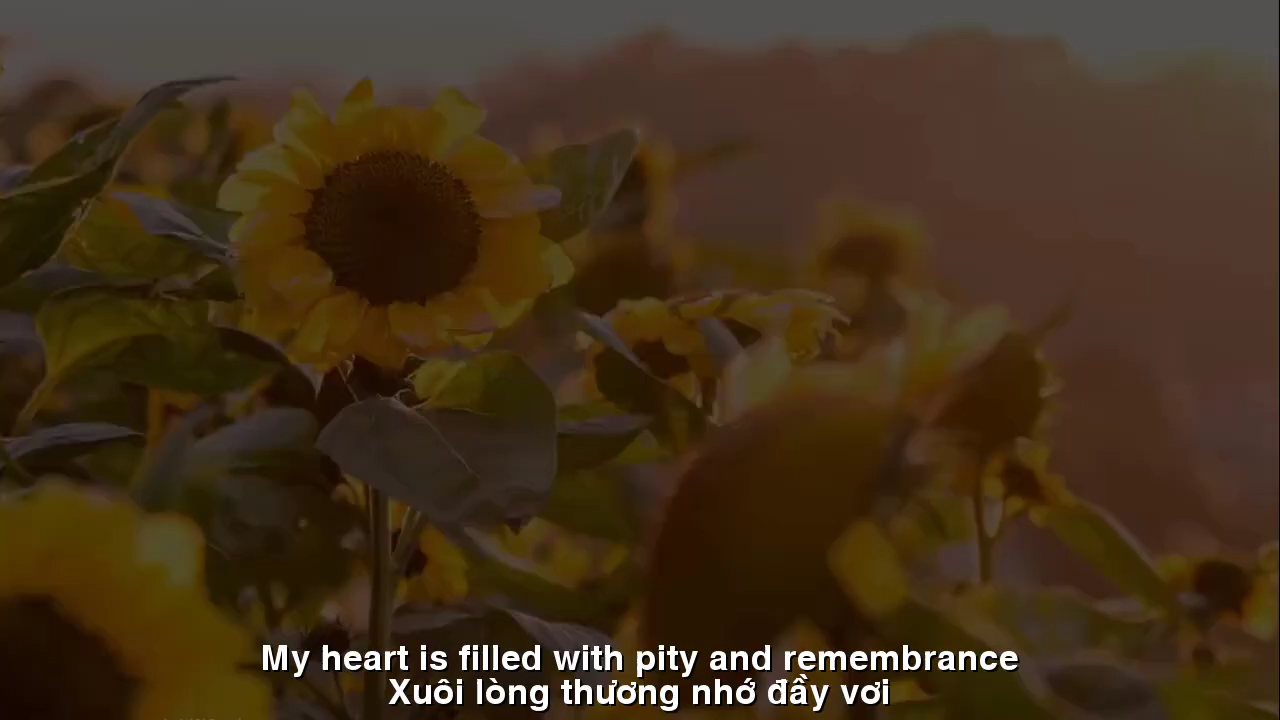 My heart is filled with pity and remembrance
Xuôi lòng thương nhớ đầy vơi